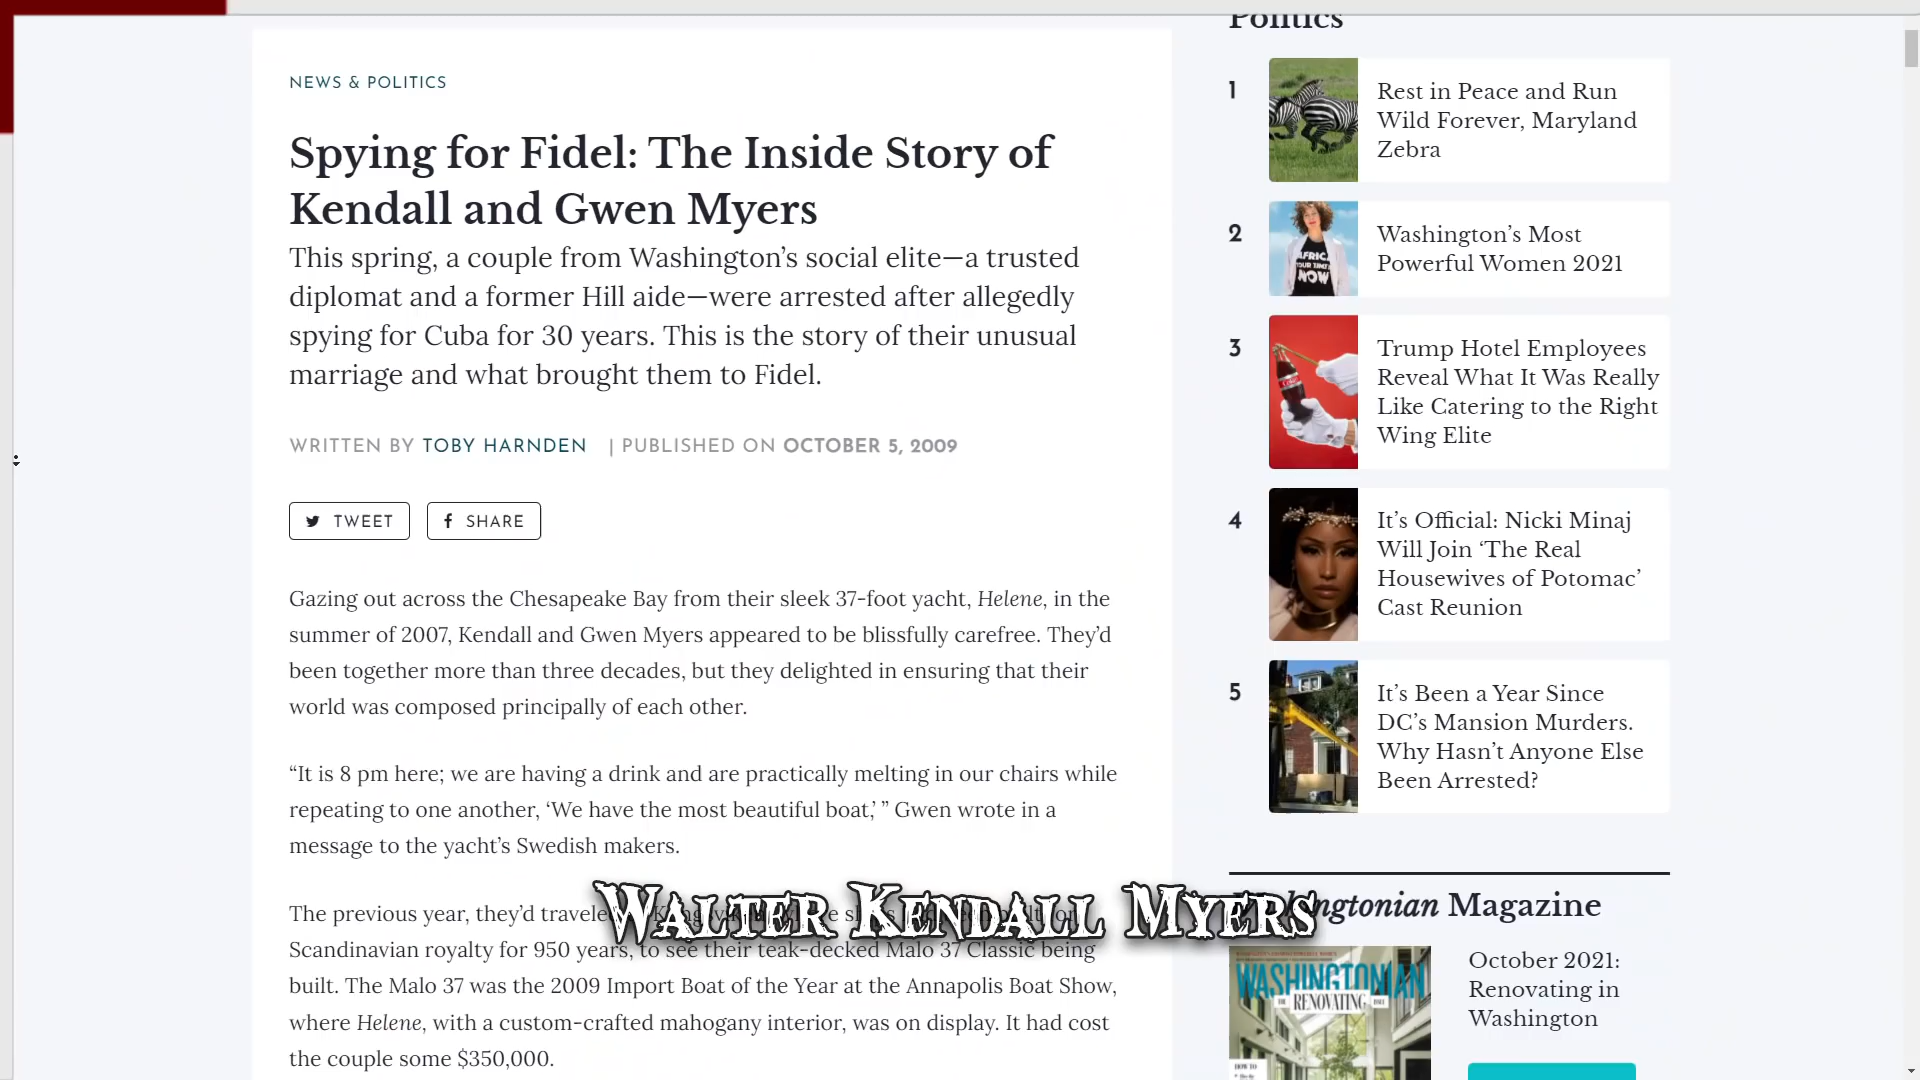 NEWS & POLITICS
Spying for Fidel: The Inside Story of
Kendall and Gwen Myers
This spring, a couple from Washington’s social elite—a trusted
diplomat and a former Hill aide—were arrested after allegedly
spying for Cuba for 30 years. This is the story of their unusual
marriage and what brought them to Fidel.
WRITTEN BY TOBY HARNDEN | PUBLISHED ON OCTOBER 5, 2009
TWEET SHARE
Gazing out across the Chesapeake Bay from their sleek 37-foot yacht, Helene, in the
summer of 2007, Kendall and Gwen Myers appeared to be blissfully carefree. They’d
been together more than three decades, but they delighted in ensuring that their
world was composed principally of each other.
“It is 8 pm here; we are having a drink and are practically melting in our chairs while
repeating to one another, ‘We have the most beautiful boat,’ ” Gwen wrote in a
message to the yacht’s Swedish makers.
The previous year, they’d
Scandinavian royalty for 950 years, to see their teak-decked Malo 37 Classic being
built. The Malo 37 was the 2009 Import Boat of the Year at the Annapolis Boat Show,
where Helene, with a custom-crafted mahogany interior, was on display. It had cost
the couple some $350,000.
WALTER KENDALL MYERS
Politics
1
Rest in Peace and Run
Wild Forever, Maryland
Zebra
2
Washington’s Most
Powerful Women 2021
AFRICA
YOUR TIME
NOW
3
Trump Hotel Employees
Reveal What It Was Really
Like Catering to the Right
Wing Elite
4
It’s Official: Nicki Minaj
Will Join ‘The Real
Housewives of Potomac’
Cast Reunion
5
It’s Been a Year Since
DC’s Mansion Murders.
Why Hasn’t Anyone Else
Been Arrested?
Magazine
WASHINGTONIAN
THE RENOVATING ISSUE
HOW TO
October 2021:
Renovating in
Washington